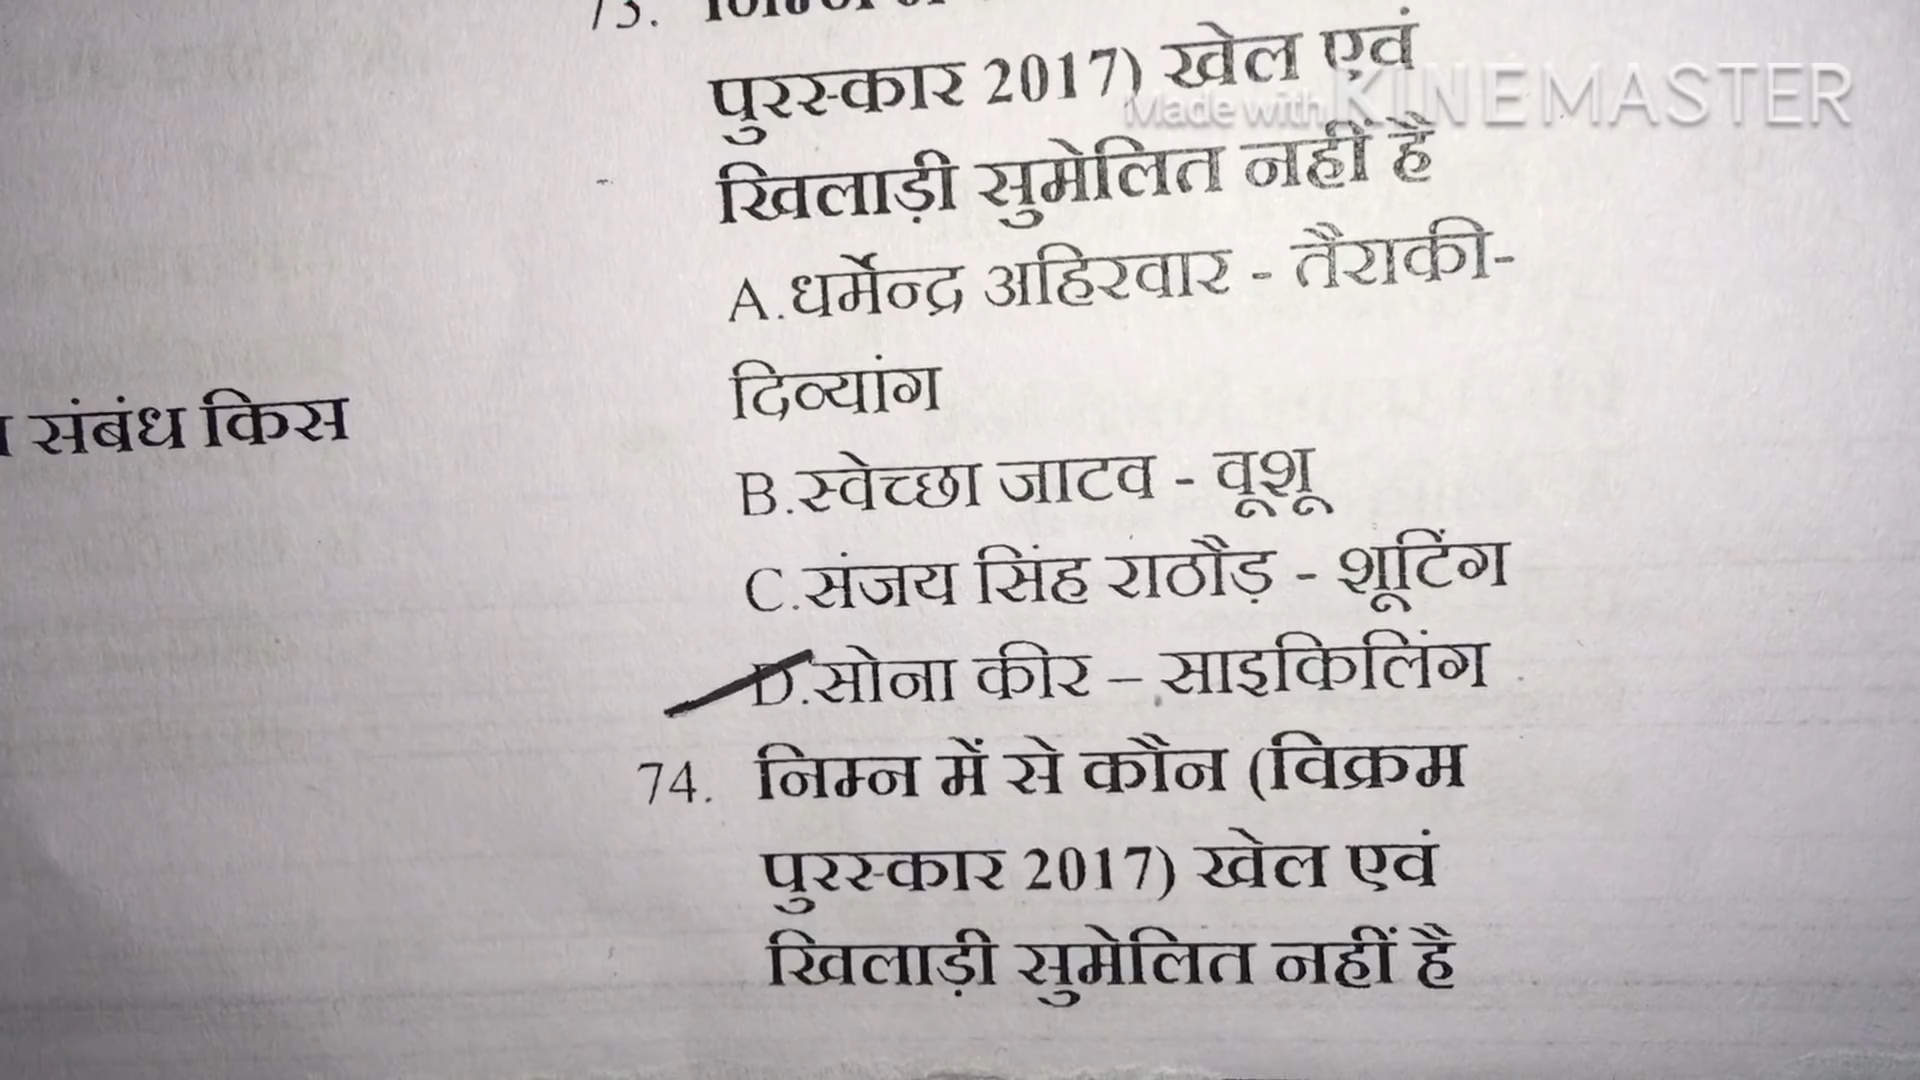 73.
पुरस्कार 2017) खेल एवं
Made with KINEMASTER
खिलाड़ी सुमेलित नहीं है
A.धर्मेन्द्र अहिरवार - तैराकी-
दिव्यांग
संबंध किस
B.स्वेच्छा जाटव - वूशू
C.संजय सिंह राठौड़ - शूटिंग
D.सोना कीर – साइकिलिंग
74. निम्न में से कौन (विक्रम
पुरस्कार 2017) खेल एवं
खिलाड़ी सुमेलित नहीं है